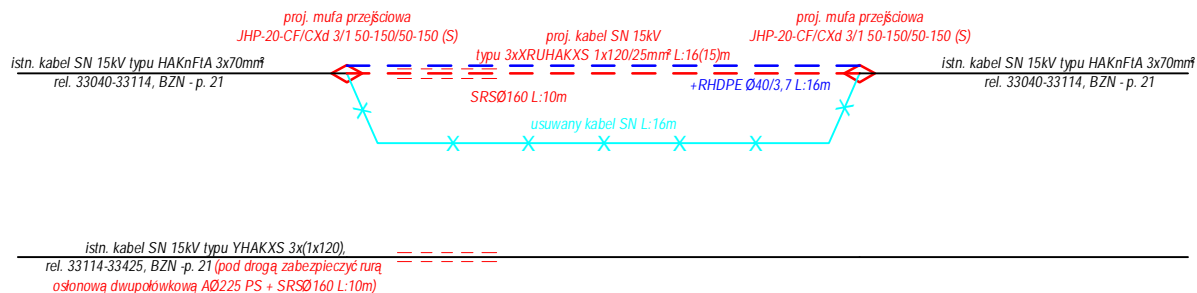 proj. mufa przejściowa
JHP-20-CF/CXd 3/1 50-150/50-150 (S)
proj. kabel SN 15kV
typu 3xXRUHAKXS 1x120/25mm² L:16(15)m
proj. mufa przejściowa
JHP-20-CF/CXd 3/1 50-150/50-150 (S)
istn. kabel SN 15kV typu HAKnFtA 3x70mm²
rel. 33040-33114, BZN - p. 21
istn. kabel SN 15kV typu HAKnFtA 3x70mm²
rel. 33040-33114, BZN - p. 21
SRSØ160 L:10m
+RHDPE Ø40/3,7 L:16m
usuwany kabel SN L:16m
istn. kabel SN 15kV typu YHAKXS 3x(1x120),
rel. 33114-33425, BZN -p. 21 (pod drogą zabezpieczyć rurą
osłonową dwupołówkową AØ225 PS + SRSØ160 L:10m)